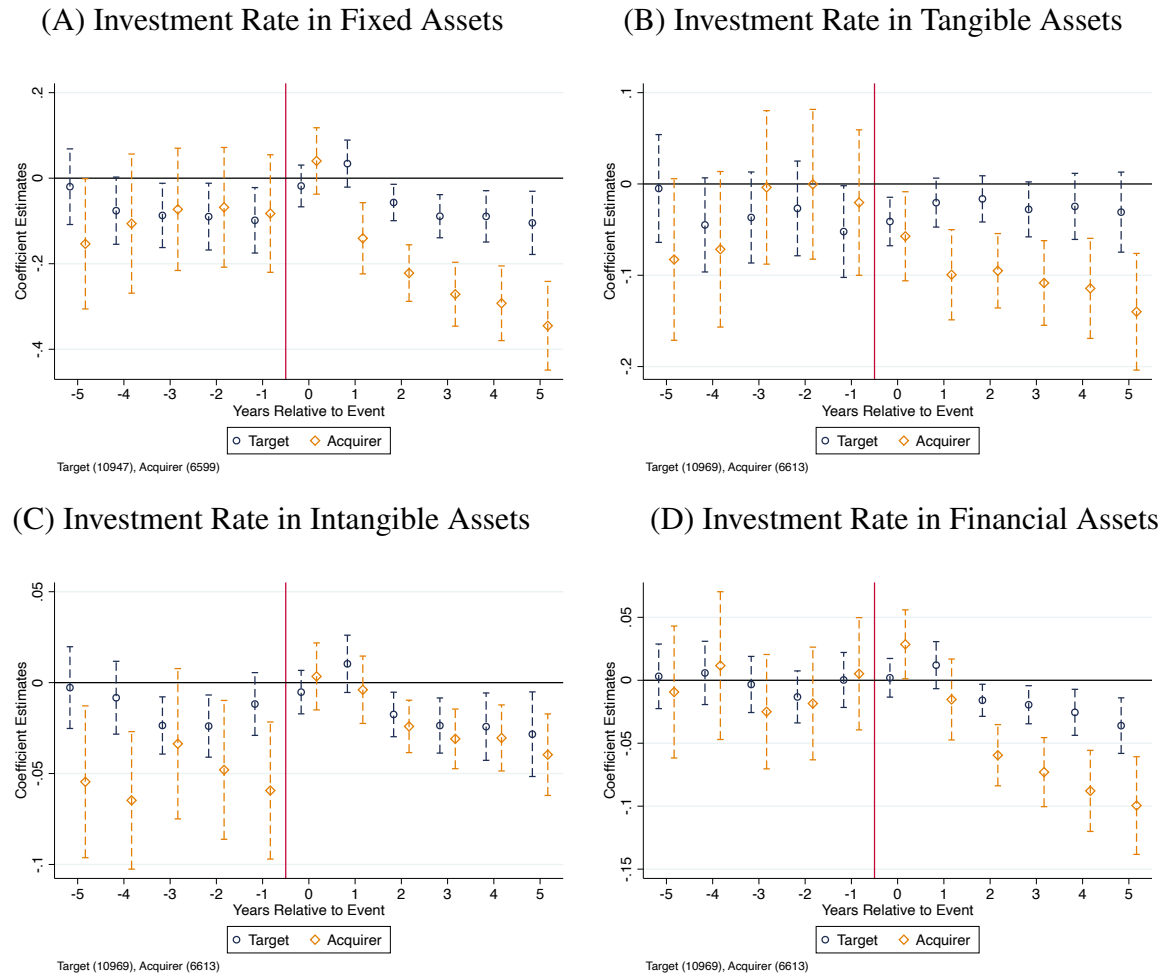 (A) Investment Rate in Fixed Assets
Coefficient Estimates
.2
0
-.2
-.4
-5 -4 -3 -2 -1 0 1 2 3 4 5
Years Relative to Event
Target Acquirer
Target (10947), Acquirer (6599)
(B) Investment Rate in Tangible Assets
Coefficient Estimates
.1
0
-.1
-.2
-5 -4 -3 -2 -1 0 1 2 3 4 5
Years Relative to Event
Target Acquirer
Target (10969), Acquirer (6613)
(C) Investment Rate in Intangible Assets
Coefficient Estimates
.05
0
-.05
-.1
-5 -4 -3 -2 -1 0 1 2 3 4 5
Years Relative to Event
Target Acquirer
Target (10969), Acquirer (6613)
(D) Investment Rate in Financial Assets
Coefficient Estimates
.05
0
-.05
-.1
-.15
-5 -4 -3 -2 -1 0 1 2 3 4 5
Years Relative to Event
Target Acquirer
Target (10969), Acquirer (6613)